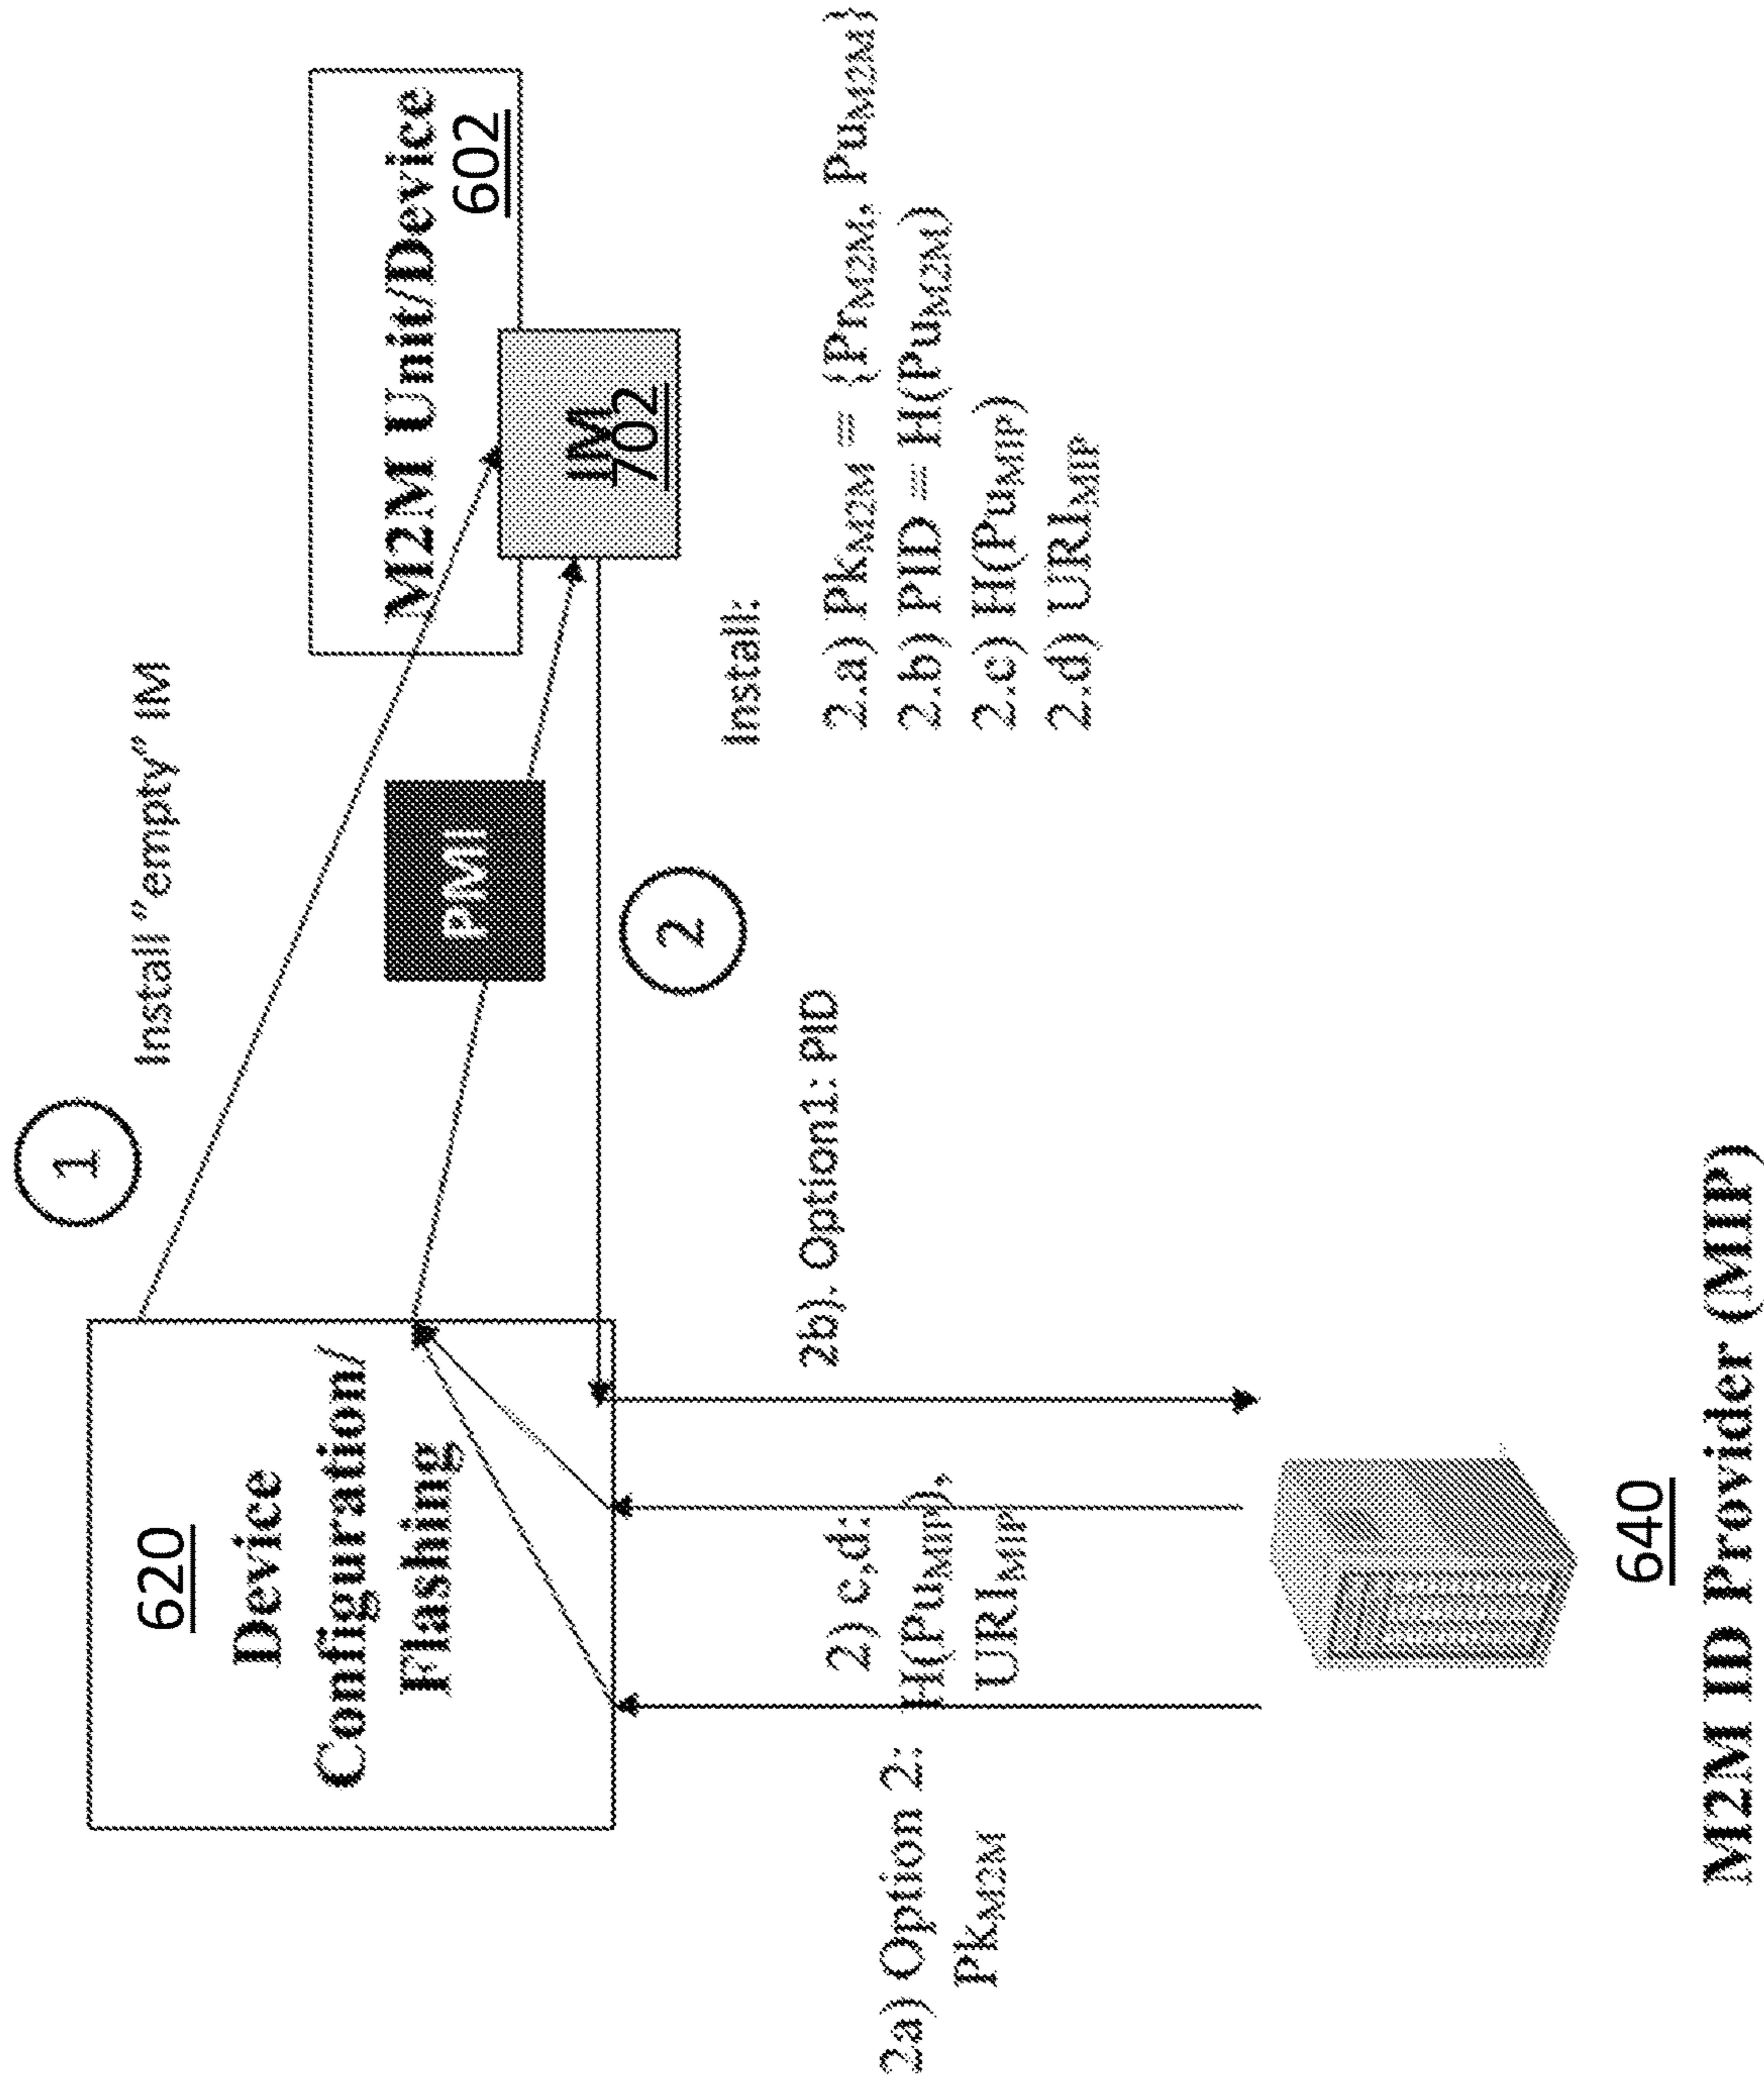 1
Install ”empty” IM
620
Device
Configuration/
Flashing
M2M Unit/Device
602
PMI
IM
702
2
Install:
2.a) PkM2M = {PrM2M, PuM2M}
2.b) PID = H(PuM2M)
2.c) H(PuMIP)
2.d) URIMIP
2b). Option1: PID
2) c,d:
H(PuMIP),
URIMIP
2a) Option 2:
PkM2M
640
M2M ID Provider (MIP)